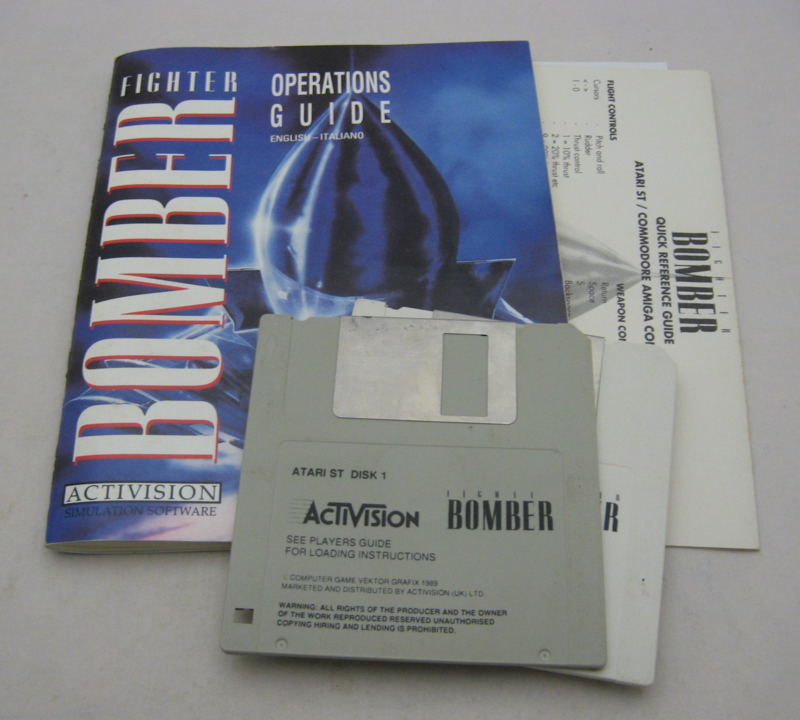 FIGHTER
BOMBER
OPERATIONS
GUIDE
ENGLISH – ITALIANO
ACTIVISION
SIMULATION SOFTWARE
FIGHTER
BOMBER
QUICK REFERENCE GUIDE
ATARI ST / COMMODORE AMIGA
FLIGHT CONTROLS
Cursors - Pitch and roll
< > - Rudder
1-0 - Thrust control
1 = 10% thrust
2 = 20% thrust etc.
WEAPON
Return
Space
S
ATARI ST DISK 1
ACTIVISION
BOMBER
SEE PLAYERS GUIDE
FOR LOADING INSTRUCTIONS
COMPUTER GAME VEKTOR GRAFIX 1989
MARKETED AND DISTRIBUTED BY ACTIVISION (UK) LTD
WARNING: ALL RIGHTS OF THE PRODUCER AND THE OWNER
OF THE WORK REPRODUCED RESERVED UNAUTHORISED
COPYING HIRING AND LENDING IS PROHIBITED.
R